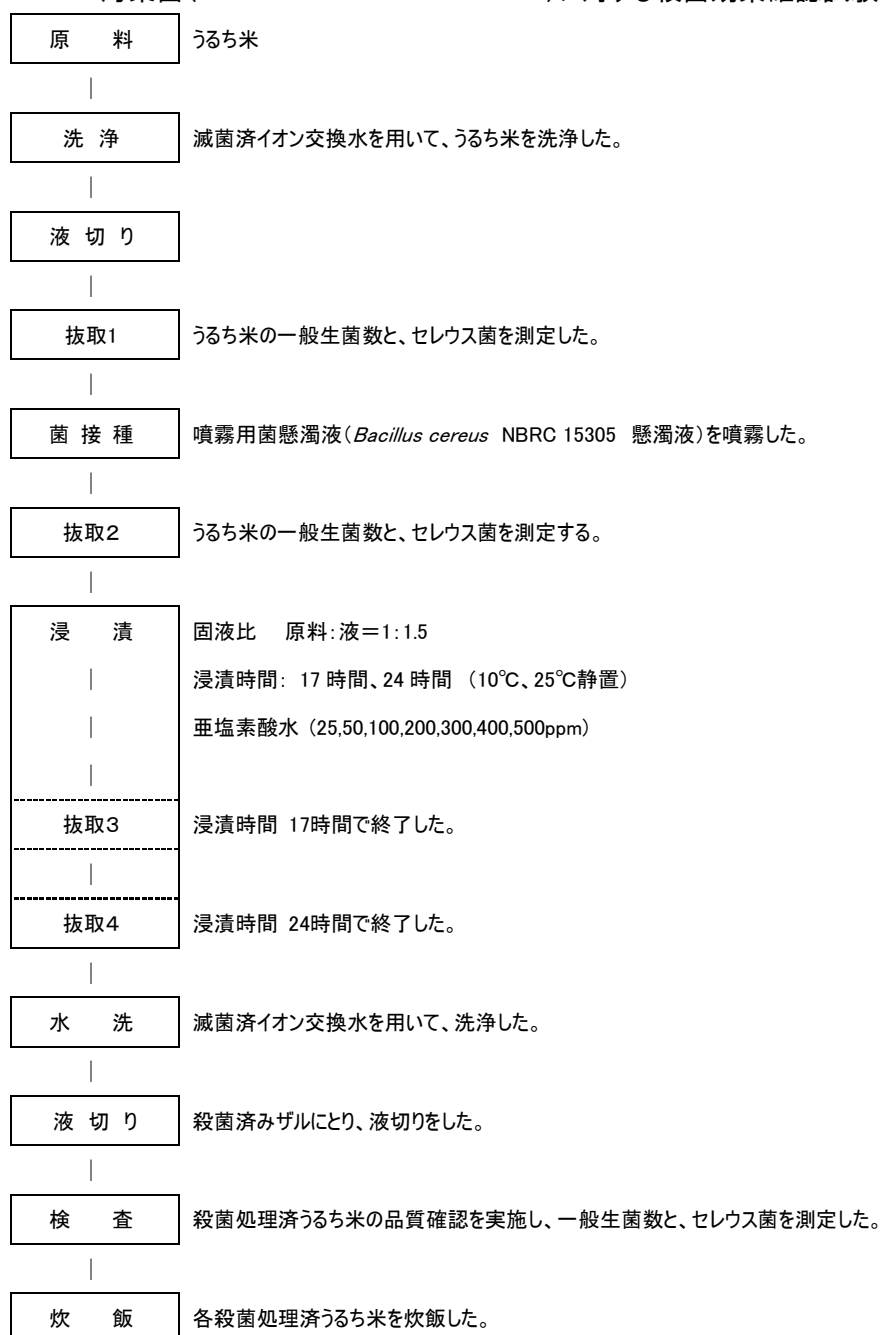 原 料 うるち米
洗 浄 滅菌済イオン交換水を用いて、うるち米を洗浄した。
液 切 り
抜取1 うるち米の一般生菌数と、セレウス菌を測定した。
菌 接 種 噴霧用菌懸濁液(Bacillus cereus NBRC 15305 懸濁液)を噴霧した。
抜取2 うるち米の一般生菌数と、セレウス菌を測定する。
浸 漬 固液比 原料:液=1:1.5
浸漬時間: 17 時間、24 時間 (10℃、25℃静置)
亜塩素酸水 (25,50,100,200,300,400,500ppm)
抜取3 浸漬時間 17時間で終了した。
抜取4 浸漬時間 24時間で終了した。
水 洗 滅菌済イオン交換水を用いて、洗浄した。
液 切 り 殺菌済みザルにとり、液切りをした。
検 査 殺菌処理済うるち米の品質確認を実施し、一般生菌数と、セレウス菌を測定した。
炊 飯 各殺菌処理済うるち米を炊飯した。